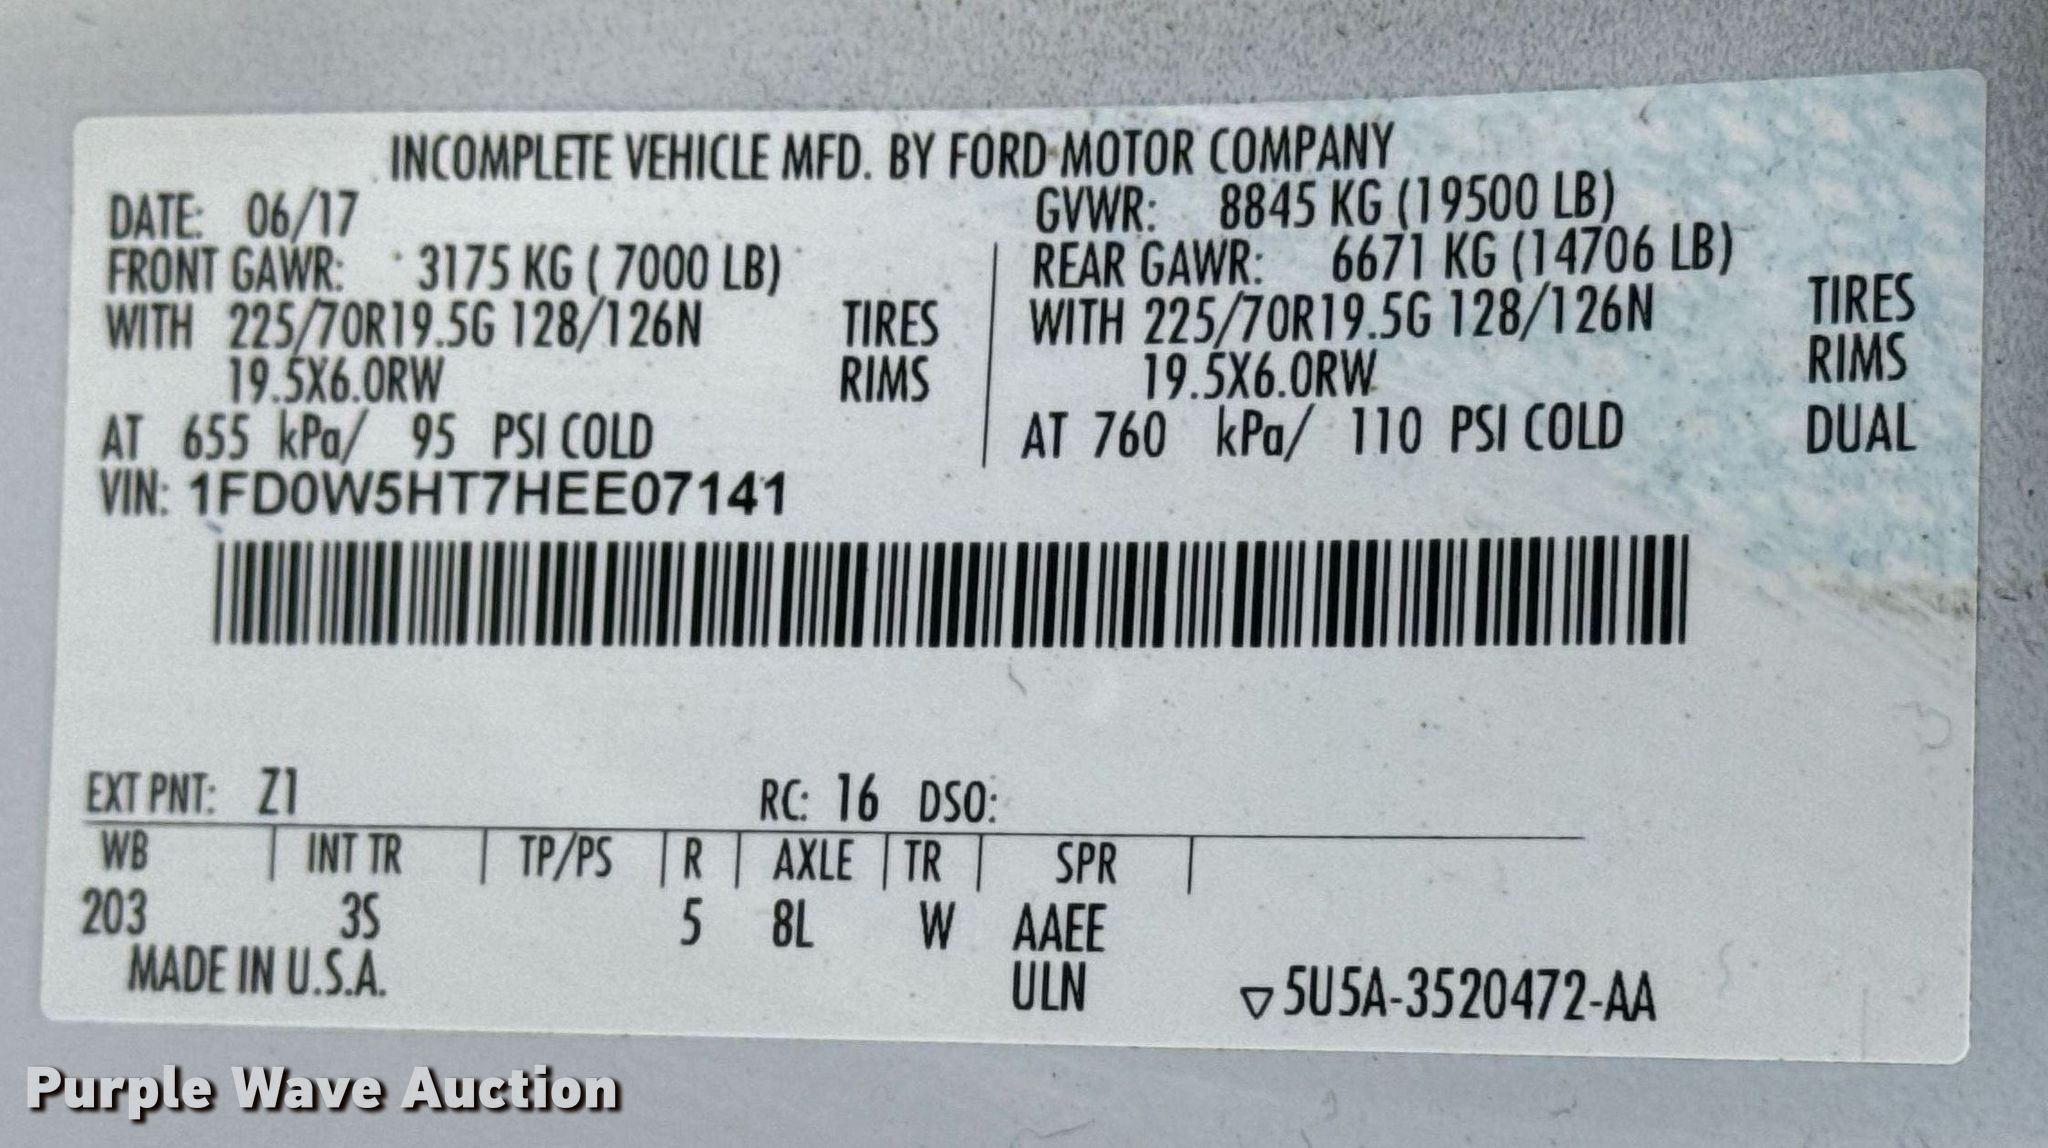 INCOMPLETE VEHICLE MFD. BY FORD MOTOR COMPANY
DATE: 06/17 GVWR: 8845 KG (19500 LB)
FRONT GAWR: 3175 KG ( 7000 LB) REAR GAWR: 6671 KG (14706 LB)
WITH 225/70R19.5G 128/126N TIRES WITH 225/70R19.5G 128/126N TIRES
19.5X6.0RW RIMS 19.5X6.0RW RIMS
AT 655 kPa/ 95 PSI COLD AT 760 kPa/ 110 PSI COLD DUAL
VIN: 1FD0W5HT7HEE07141
EXT PNT: Z1 RC: 16 DSO:
WB INT TR TP/PS R AXLE TR SPR
203 3S 5 8L W AAEE
MADE IN U.S.A. ULN ▽5U5A-3520472-AA
Purple Wave Auction